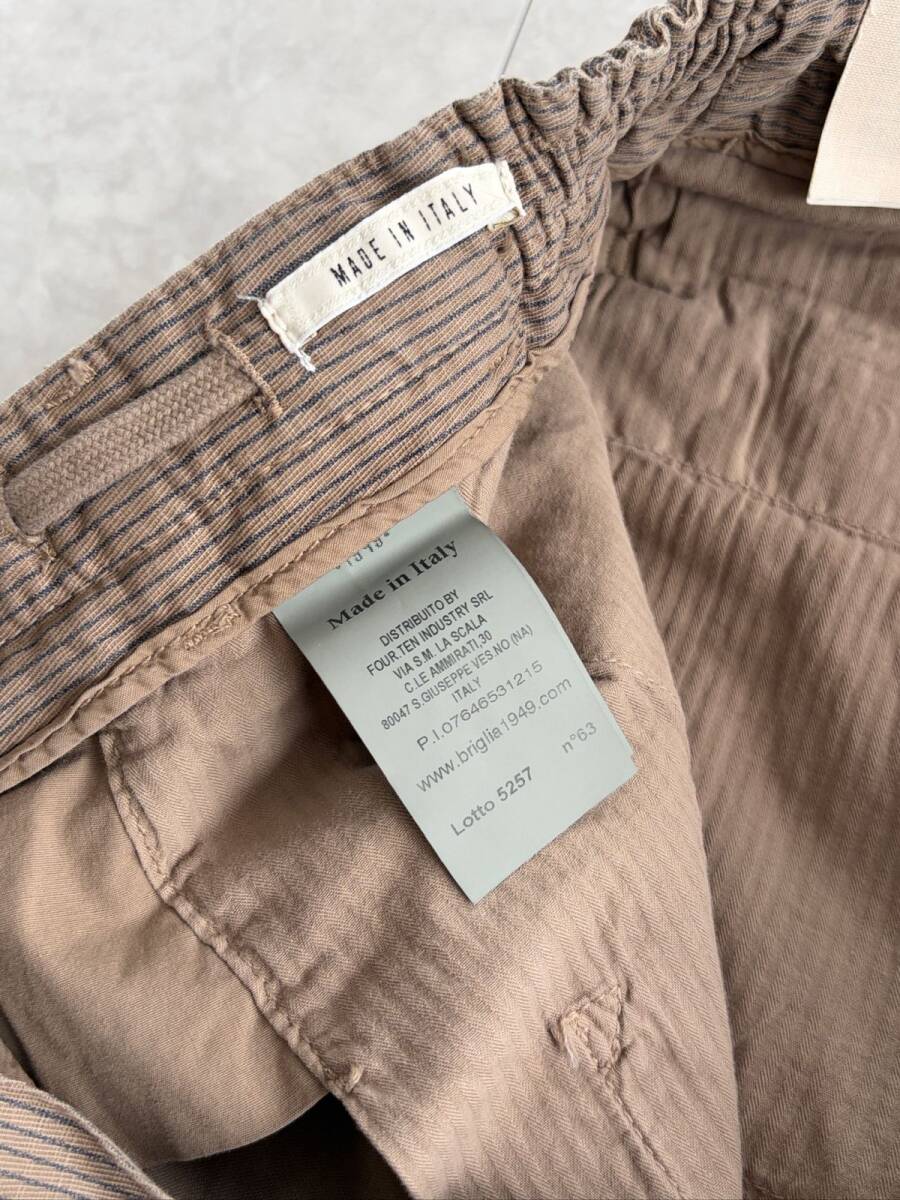 MADE IN ITALY
Made in Italy
DISTRIBUITO BY
FOUR.TEN INDUSTRY SRL
VIA S.M. LA SCALA
C.LE AMMIRATI,30
80047 S.GIUSEPPE VES.NO (NA)
ITALY
P.I.07646531215
www.briglia1949.com
Lotto 5257 n°63